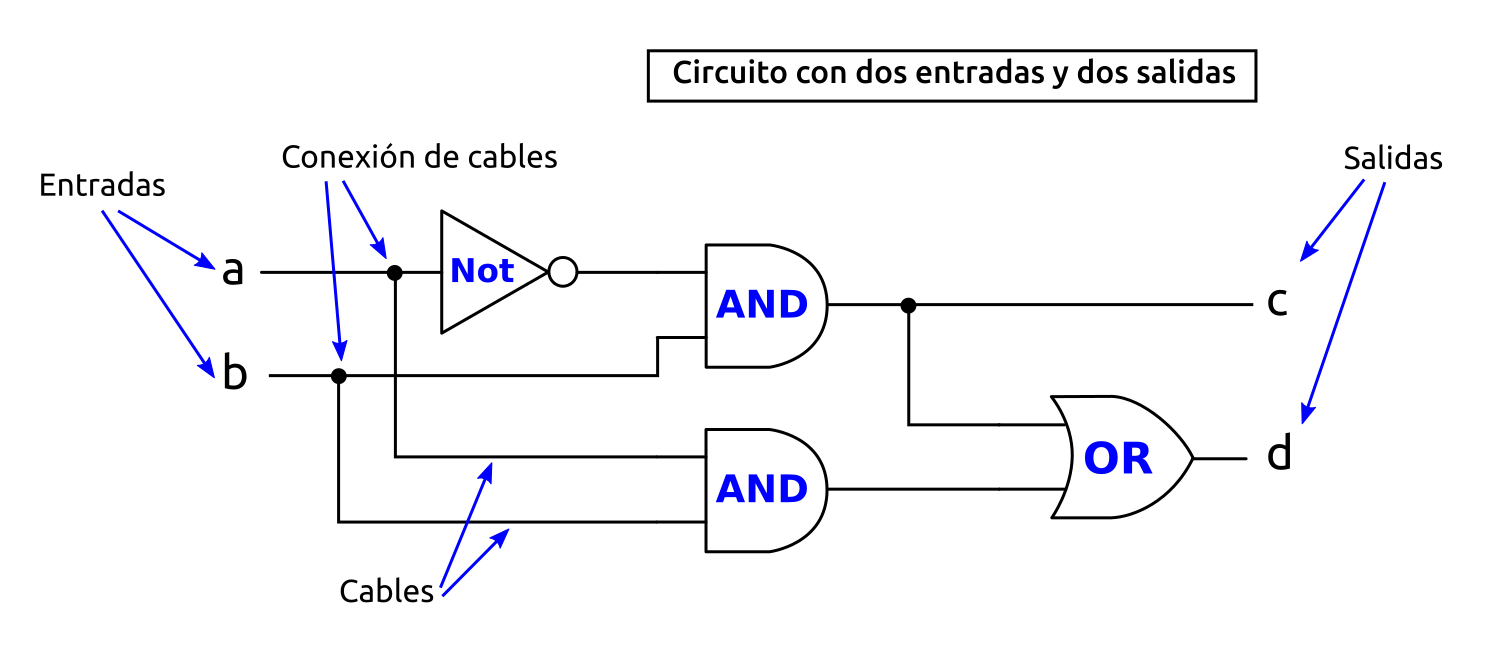 Circuito con dos entradas y dos salidas
Conexión de cables
Salidas
Entradas
a
Not
AND
c
b
OR
d
AND
Cables